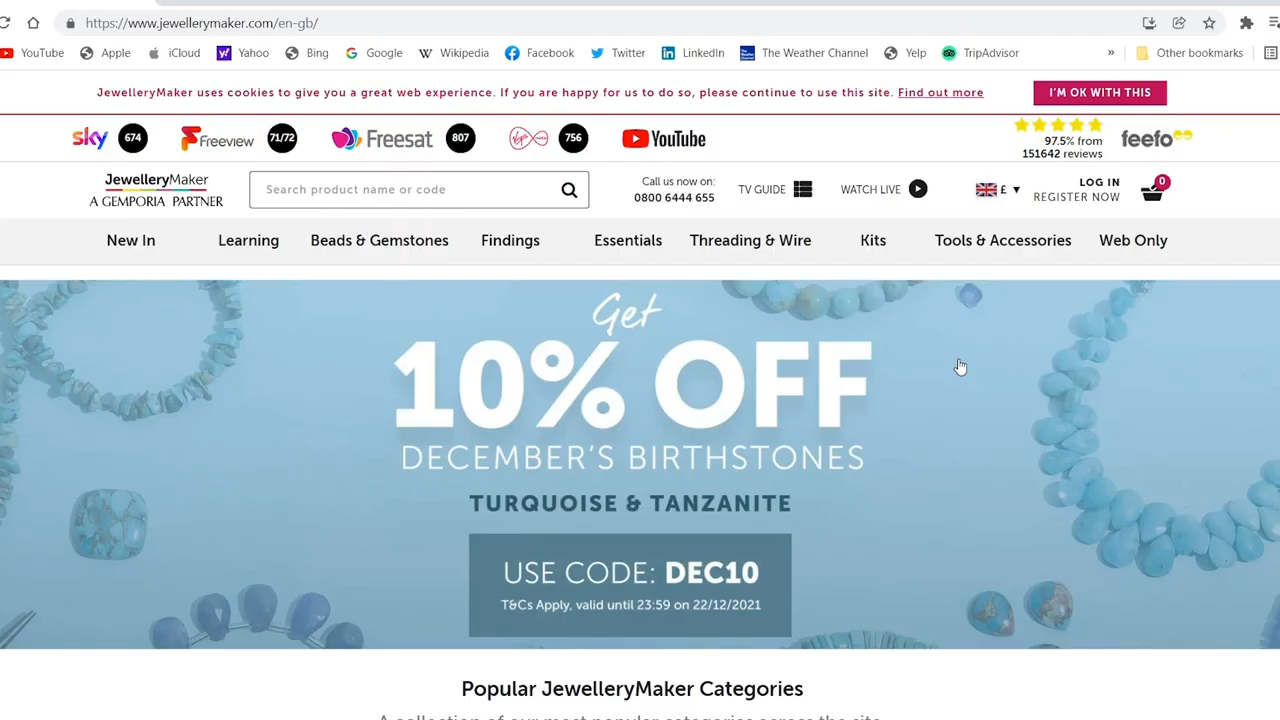 https://www.jewellerymaker.com/en-gb/
YouTube Apple iCloud Yahoo Bing Google Wikipedia Facebook Twitter LinkedIn The Weather Channel Yelp TripAdvisor » Other bookmarks
JewelleryMaker uses cookies to give you a great web experience. If you are happy for us to do so, please continue to use this site. Find out more
I'M OK WITH THIS
sky 674 Freeview 71/72 Freesat 807 Virgin media 756 YouTube
97.5% from
151642 reviews
feefo
JewelleryMaker
A GEMPORIA PARTNER
Search product name or code
Call us now on:
0800 6444 655
TV GUIDE
WATCH LIVE
£
LOG IN
REGISTER NOW
0
New In Learning Beads & Gemstones Findings Essentials Threading & Wire Kits Tools & Accessories Web Only
Get
10% OFF
DECEMBER'S BIRTHSTONES
TURQUOISE & TANZANITE
USE CODE: DEC10
T&Cs Apply, valid until 23:59 on 22/12/2021
Popular JewelleryMaker Categories
A collection of our most popular categories across the site